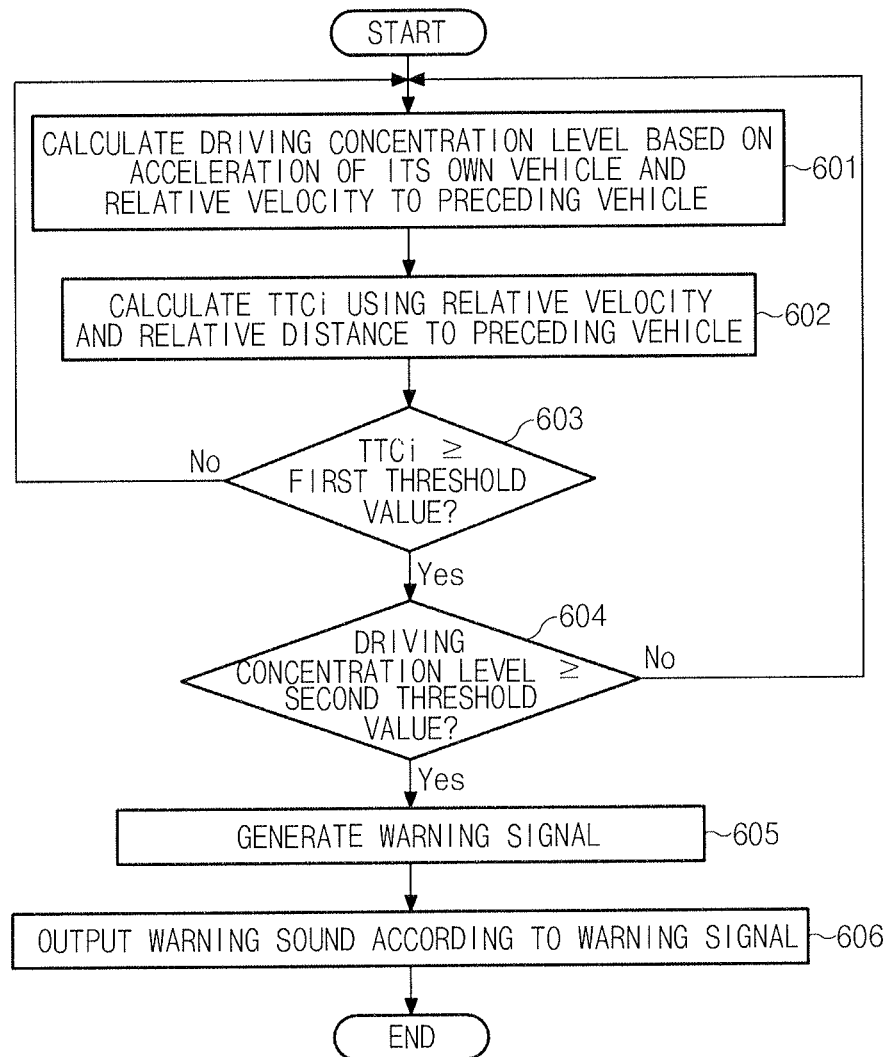 START
CALCULATE DRIVING CONCENTRATION LEVEL BASED ON
ACCELERATION OF ITS OWN VEHICLE AND
RELATIVE VELOCITY TO PRECEDING VEHICLE
601
CALCULATE TTCi USING RELATIVE VELOCITY
AND RELATIVE DISTANCE TO PRECEDING VEHICLE
602
603
TTCi ≥
FIRST THRESHOLD
VALUE?
No
Yes
604
DRIVING
CONCENTRATION LEVEL ≥
SECOND THRESHOLD
VALUE?
No
Yes
GENERATE WARNING SIGNAL
605
OUTPUT WARNING SOUND ACCORDING TO WARNING SIGNAL
606
END